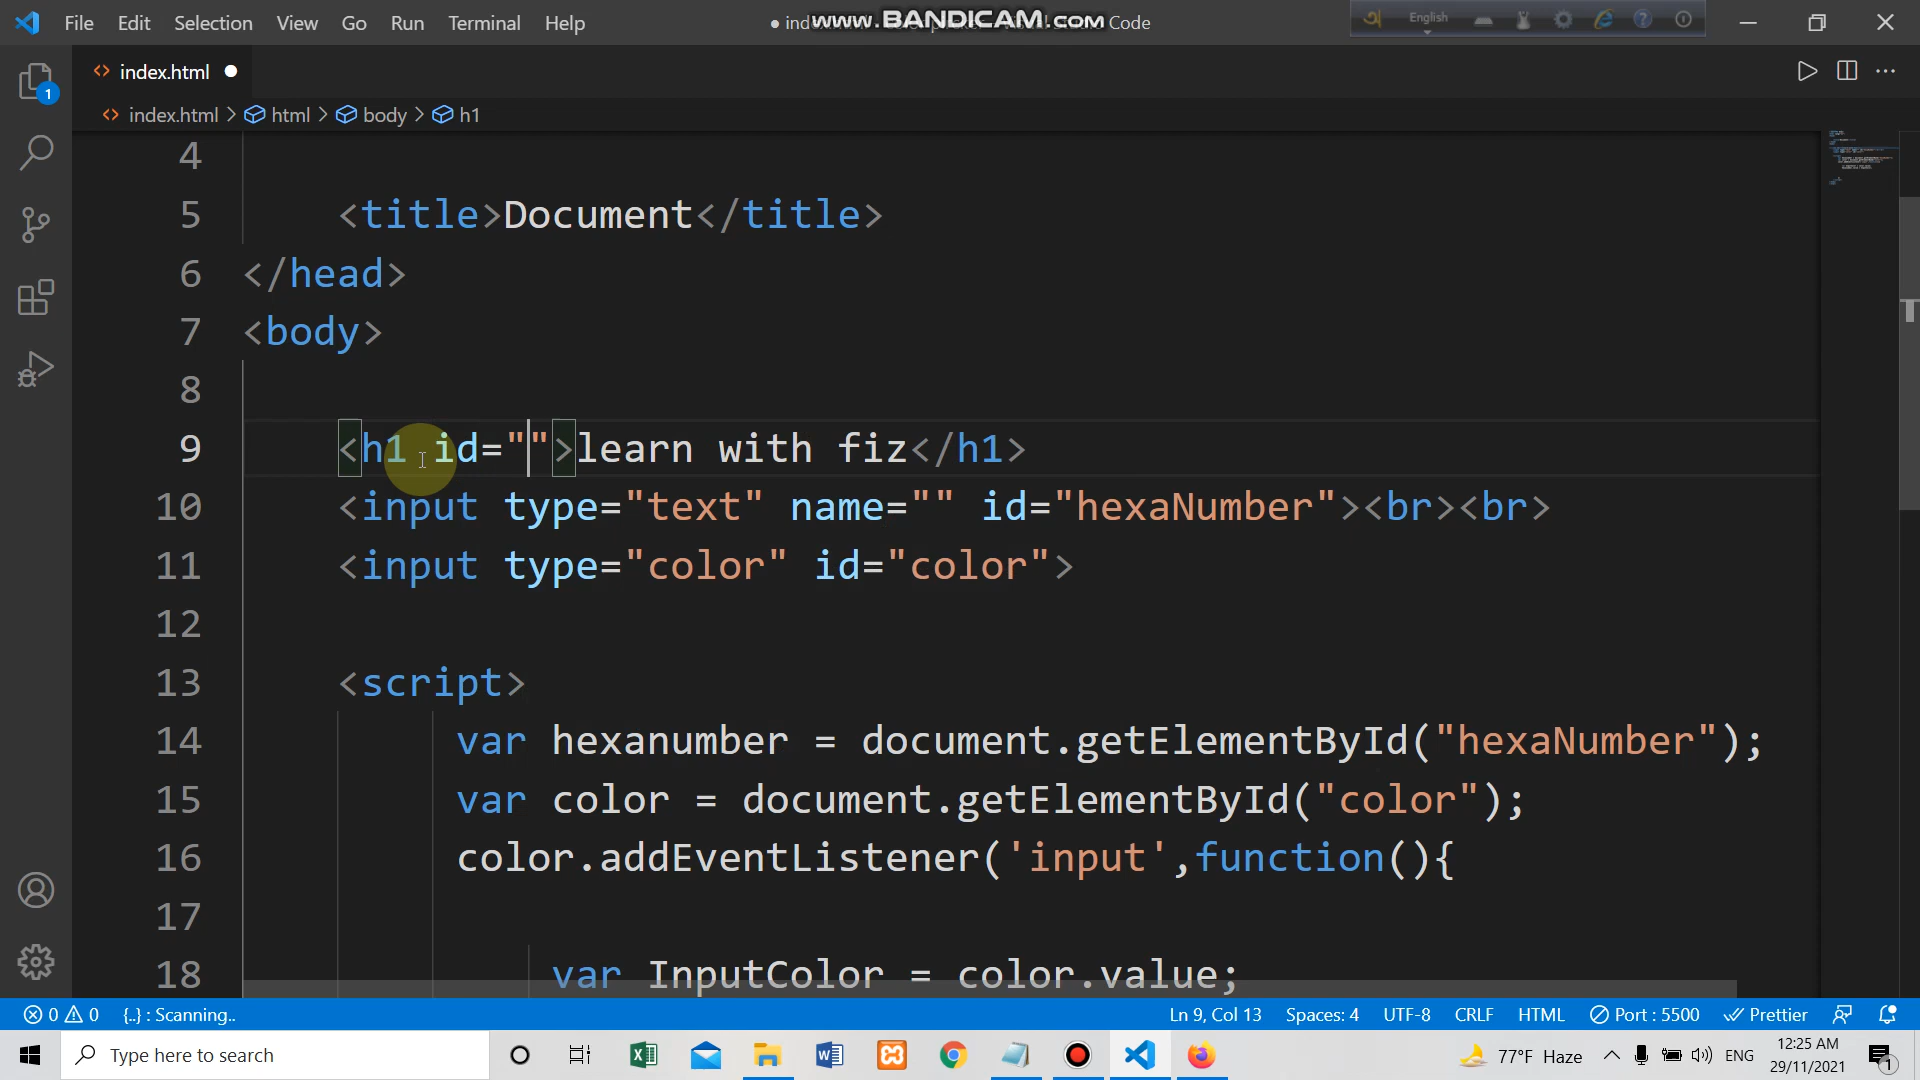 File Edit Selection View Go Run Terminal Help
www.BANDICAM.com
Code
English
index.html
index.html > html > body > h1
4
5 <title>Document</title>
6 </head>
7 <body>
8
9 <h1 id="">learn with fiz</h1>
10 <input type="text" name="" id="hexaNumber"><br><br>
11 <input type="color" id="color">
12
13 <script>
14 var hexanumber = document.getElementById("hexaNumber");
15 var color = document.getElementById("color");
16 color.addEventListener('input',function(){
17
18 var InputColor = color.value;
1
0 0 {..} : Scanning.. Ln 9, Col 13 Spaces: 4 UTF-8 CRLF HTML Port : 5500 Prettier
Type here to search
77°F Haze
ENG
12:25 AM
29/11/2021
1